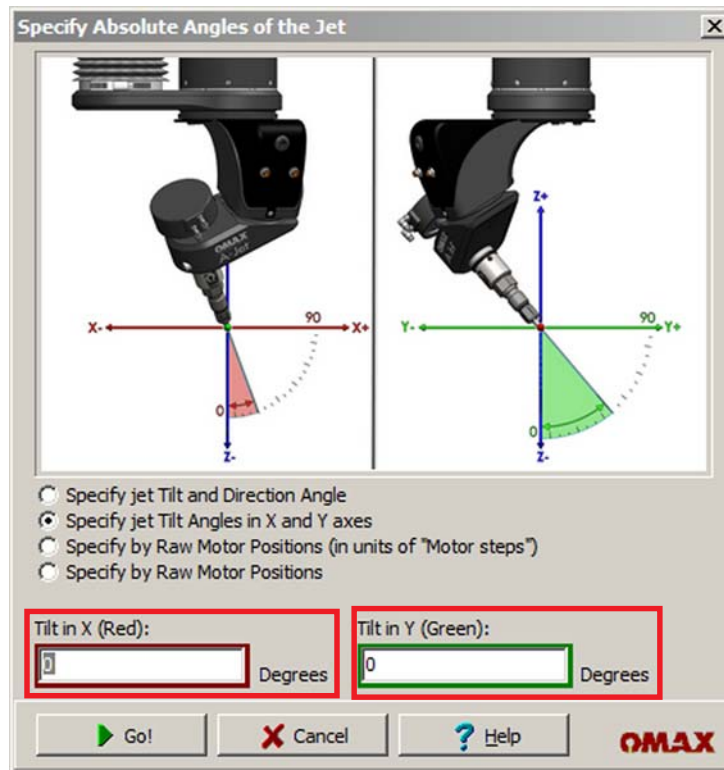 Specify Absolute Angles of the Jet
OMAX
A-Jet
X-
90
X+
0
Z-
Z+
Y-
90
Y+
0
Z-
Specify jet Tilt and Direction Angle
Specify jet Tilt Angles in X and Y axes
Specify by Raw Motor Positions (in units of "Motor steps")
Specify by Raw Motor Positions
Tilt in X (Red):
0 Degrees
Tilt in Y (Green):
0 Degrees
Go!
Cancel
? Help
OMAX